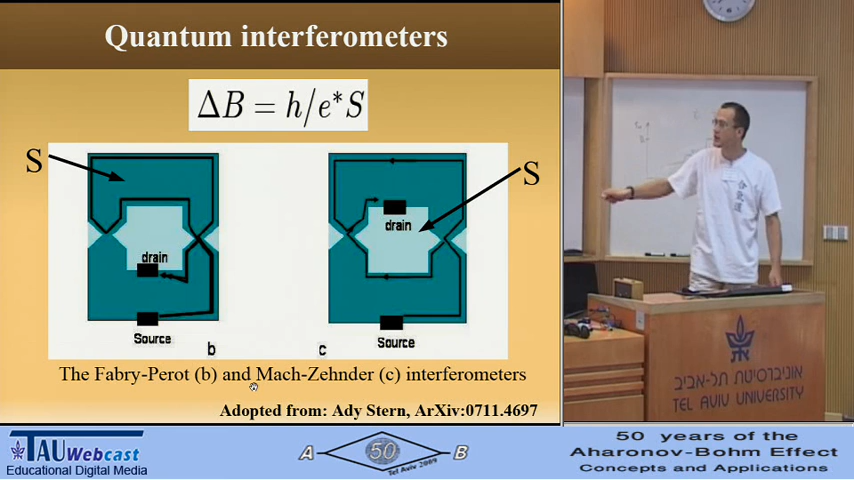 Quantum interferometers
ΔB = h/e*S
S
S
drain
drain
Source
Source
b
c
The Fabry-Perot (b) and Mach-Zehnder (c) interferometers
Adopted from: Ady Stern, ArXiv:0711.4697
אוניברסיטת תל-אביב
TEL AVIV UNIVERSITY
TAU Webcast
Educational Digital Media
A
50
B
Tel Aviv 2009
50 years of the
Aharonov-Bohm Effect
Concepts and Applications